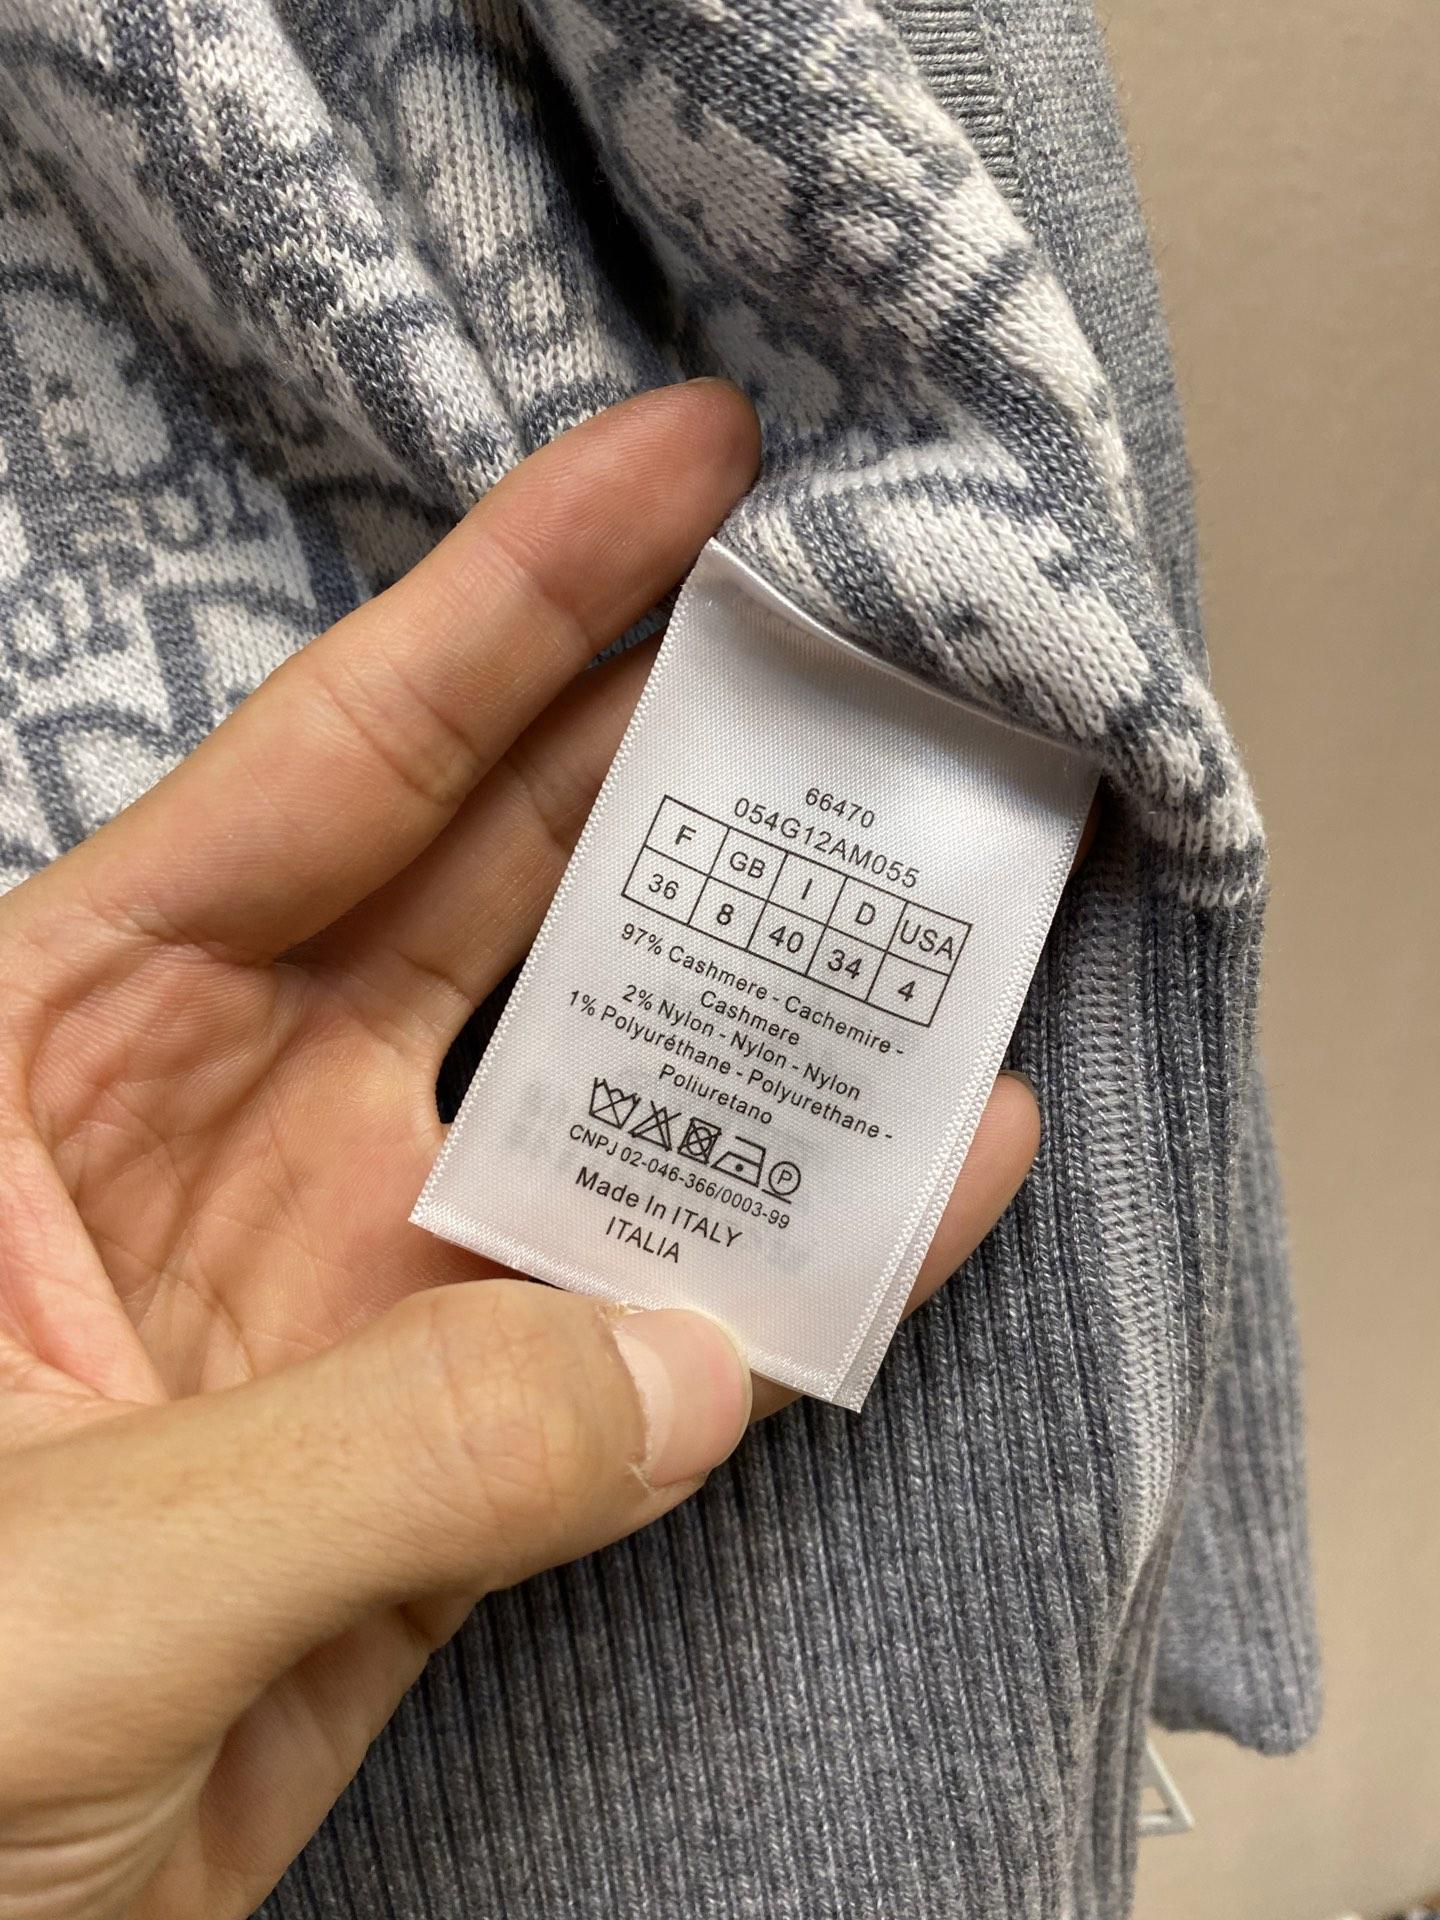 66470
054G12AM055
F GB I D USA
36 8 40 34 4
97% Cashmere - Cachemire -
Cashmere
2% Nylon - Nylon - Nylon
1% Polyuréthane - Polyurethane -
Poliuretano
P
CNPJ 02-046-366/0003-99
Made In ITALY
ITALIA